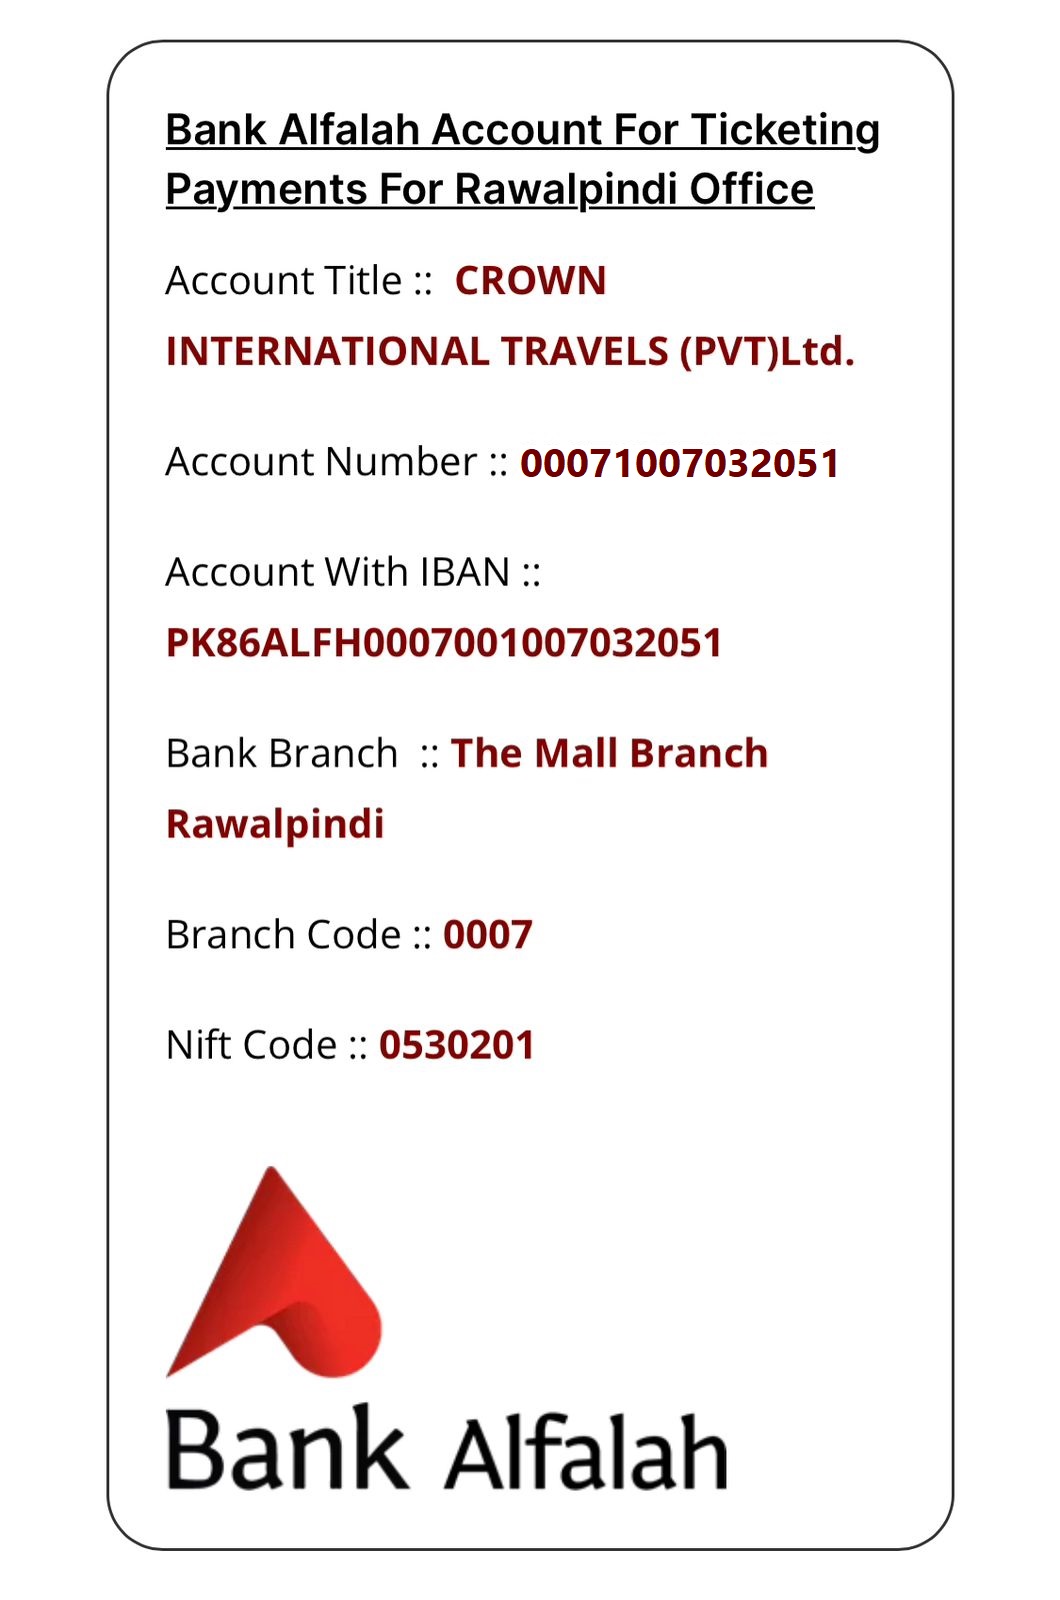 Bank Alfalah Account For Ticketing
Payments For Rawalpindi Office
Account Title :: CROWN
INTERNATIONAL TRAVELS (PVT)Ltd.
Account Number :: 00071007032051
Account With IBAN ::
PK86ALFH0007001007032051
Bank Branch :: The Mall Branch
Rawalpindi
Branch Code :: 0007
Nift Code :: 0530201
Bank Alfalah